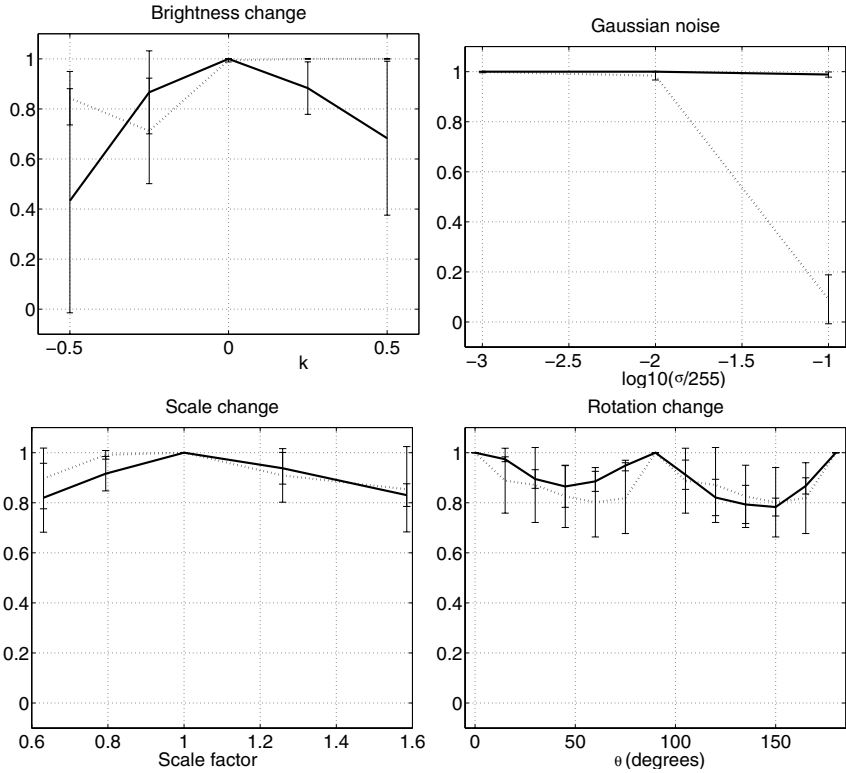 Brightness change
1
0.8
0.6
0.4
0.2
0
−0.5 0 0.5
k
Gaussian noise
1
0.8
0.6
0.4
0.2
0
−3 −2.5 −2 −1.5 −1
log10(σ/255)
Scale change
1
0.8
0.6
0.4
0.2
0
0.6 0.8 1 1.2 1.4 1.6
Scale factor
Rotation change
1
0.8
0.6
0.4
0.2
0
0 50 100 150
θ (degrees)